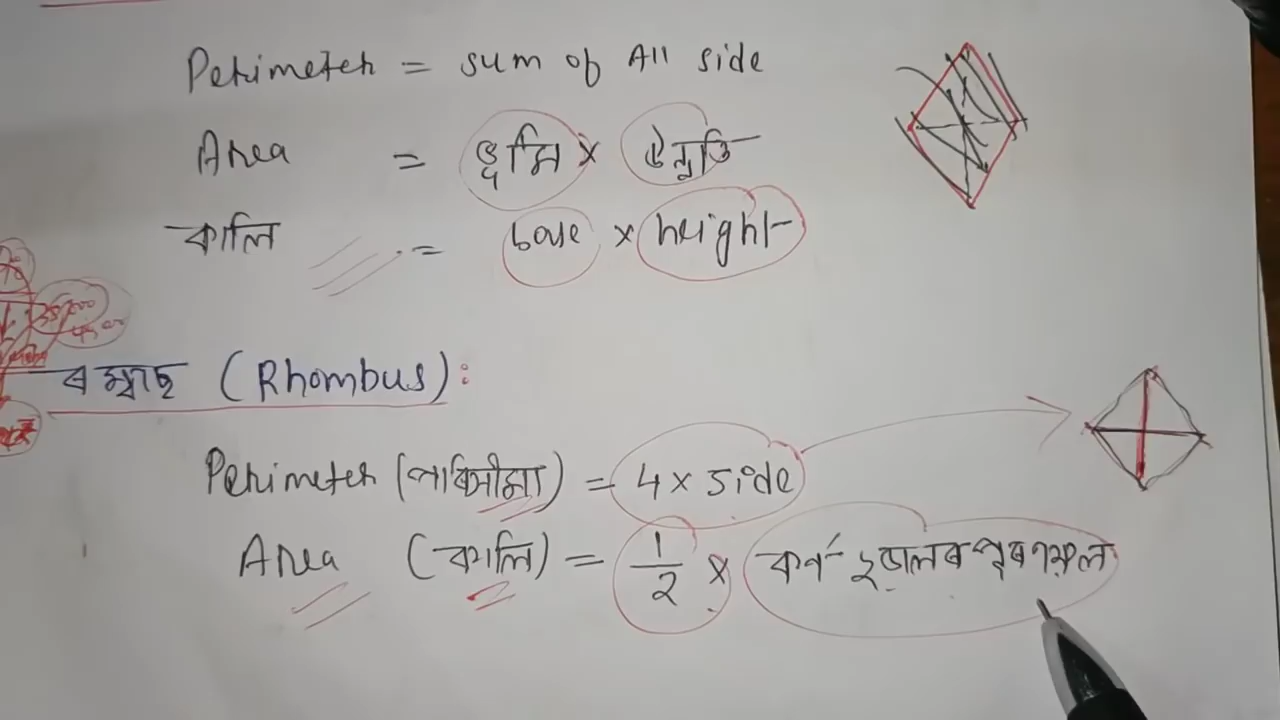 Perimeter = sum of All side
Area = ভূমি × উন্নতি
কালি = base × height
ৰম্বাছ (Rhombus):
Perimeter (পৰিসীমা) = 4 × side
Area (কালি) = 1/2 × কৰ্ণ দুডালৰ পূৰণফল